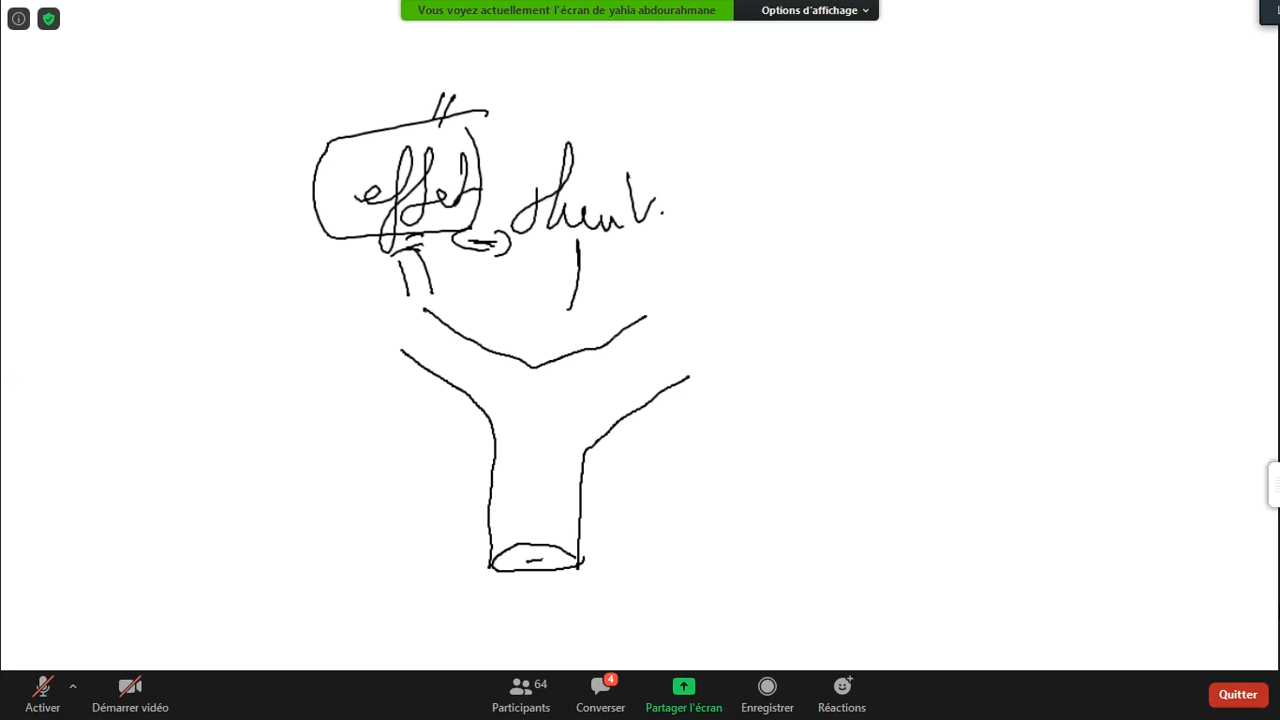 Vous voyez actuellement l'écran de yahia abdourahmane
Options d'affichage
effet shunt.
Activer
Démarrer vidéo
Participants
64
Converser
4
Partager l'écran
Enregistrer
Réactions
Quitter